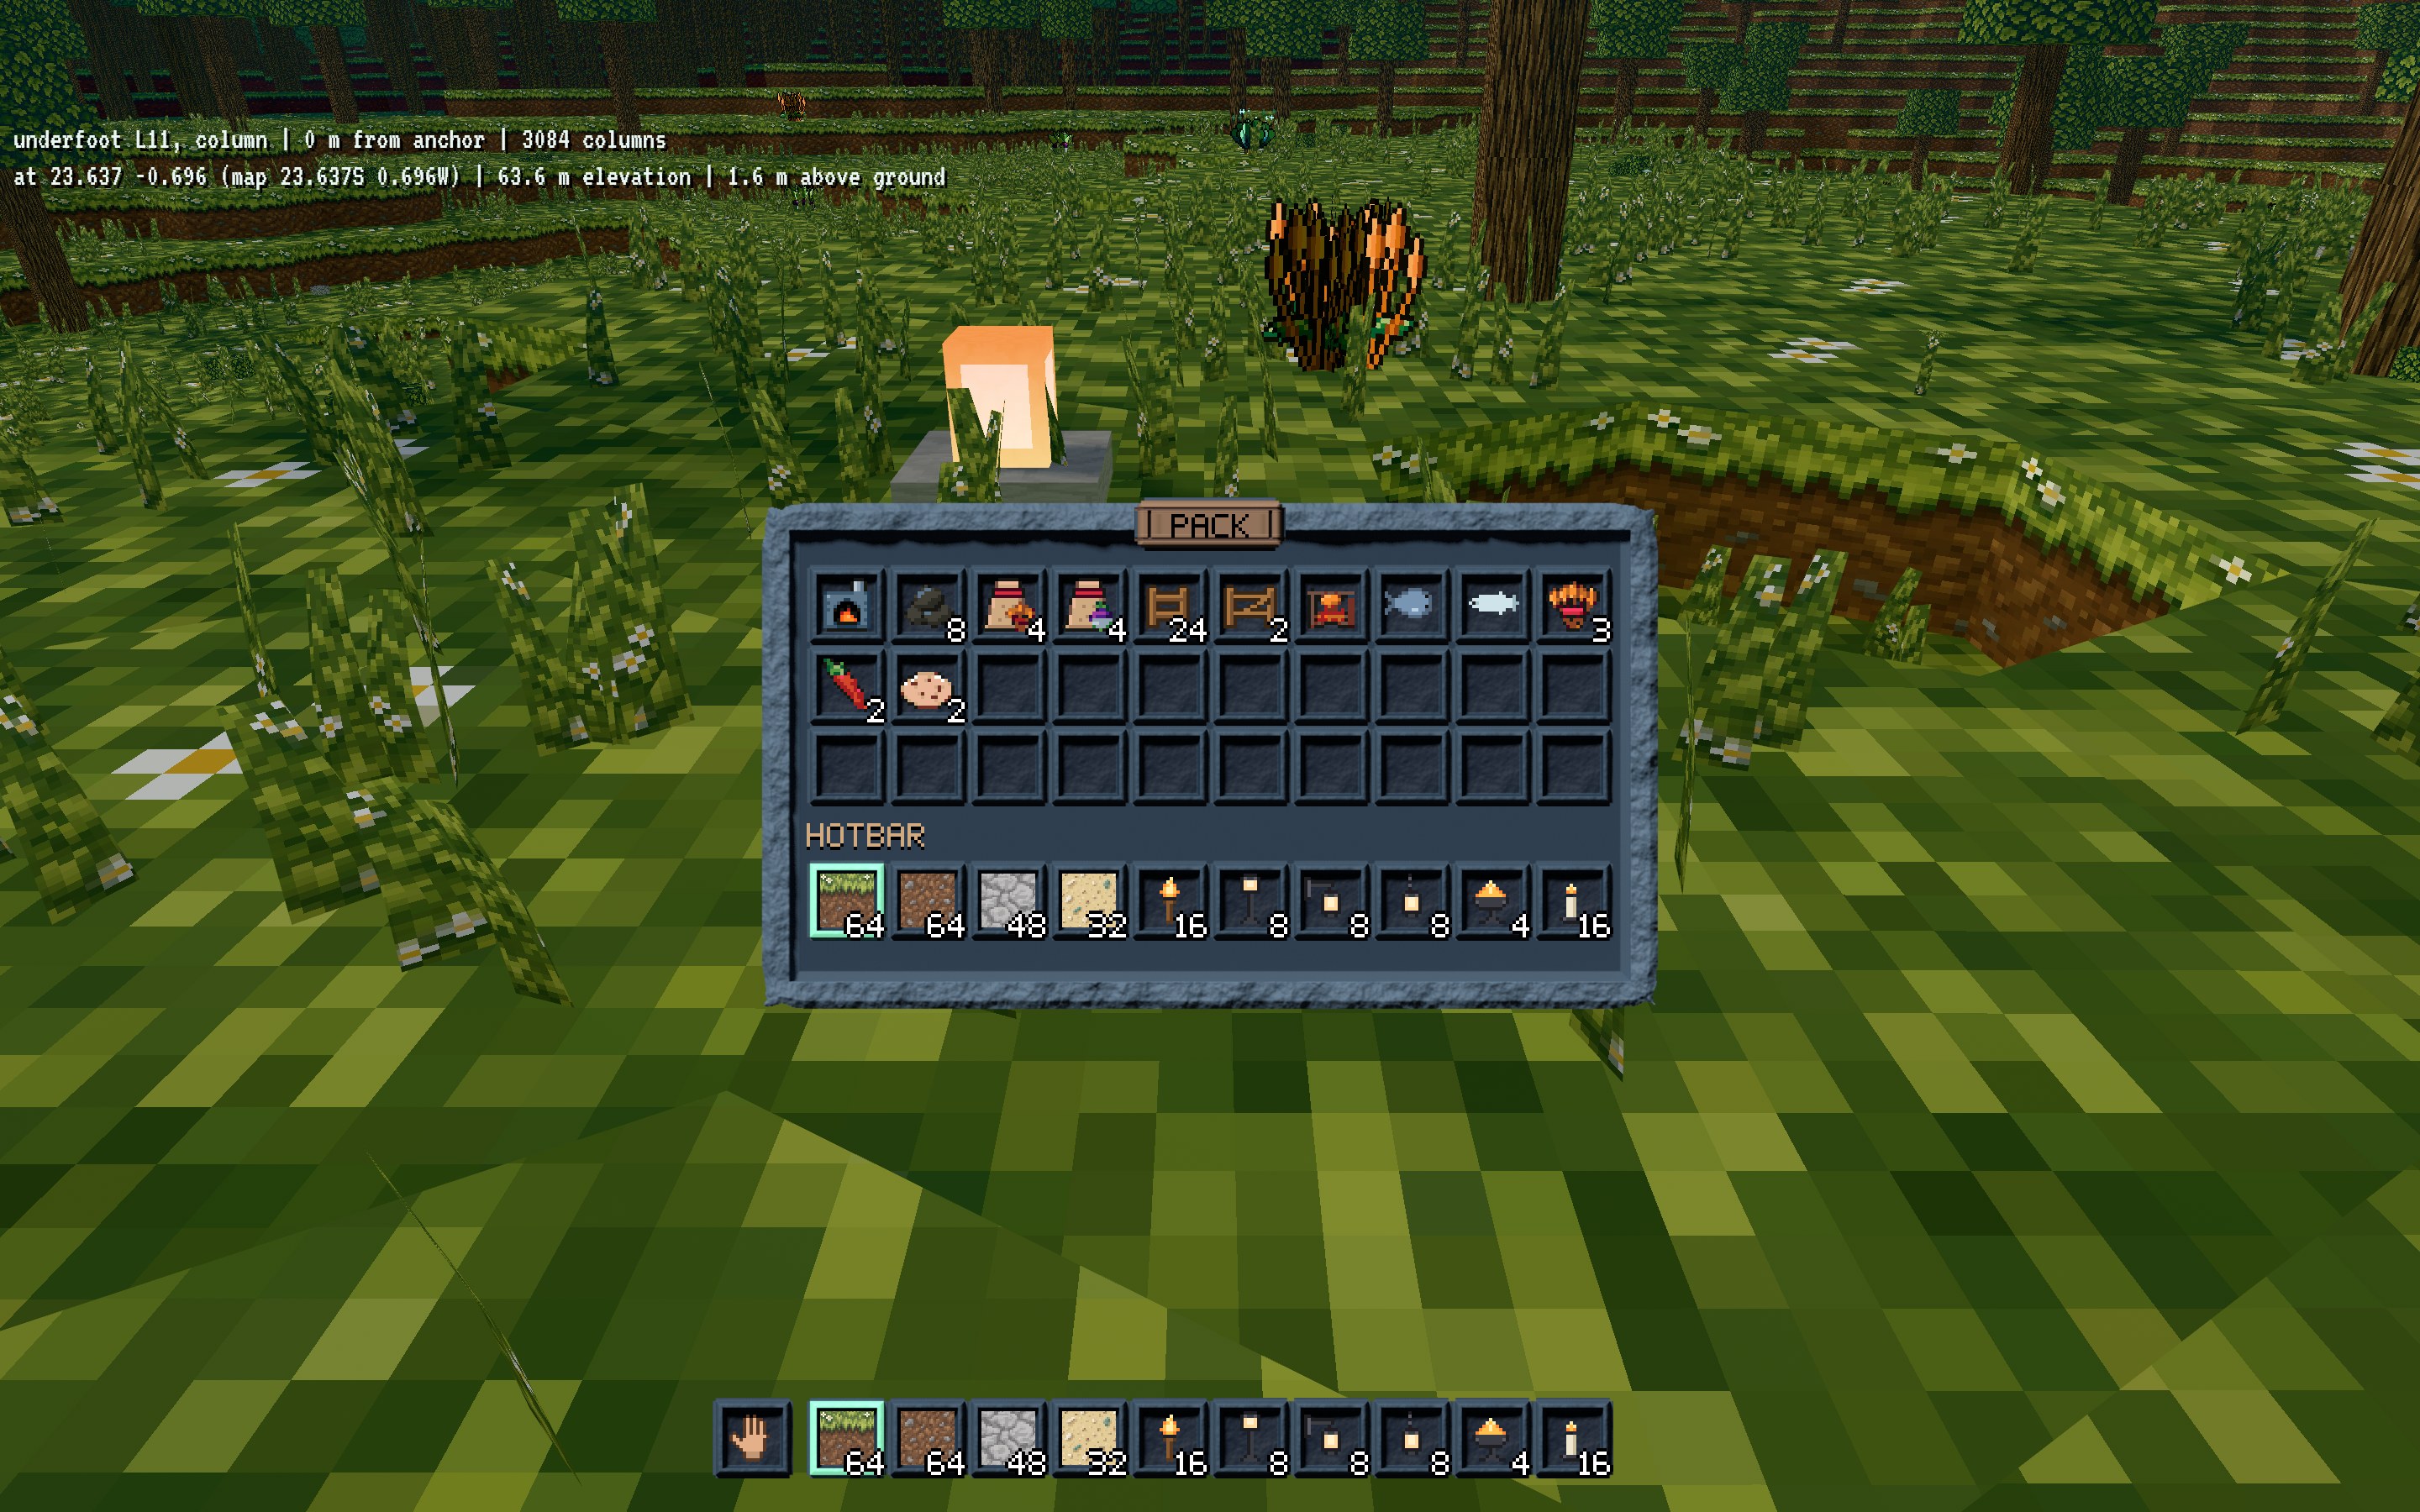 underfoot L11, column | 0 m from anchor | 3084 columns
at 23.637 -0.696 (map 23.637S 0.696W) | 63.6 m elevation | 1.6 m above ground
PACK
8 4 4 24 2 3
2 2
HOTBAR
64 64 48 32 16 8 8 8 4 16
64 64 48 32 16 8 8 8 4 16